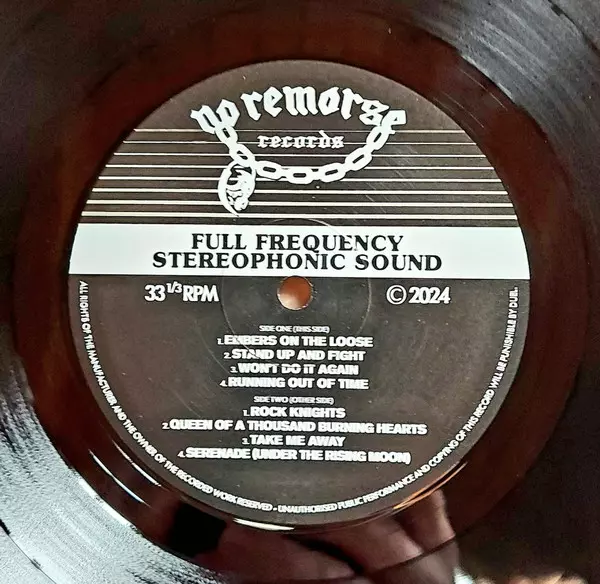 no remorse
records
FULL FREQUENCY
STEREOPHONIC SOUND
33 1/3 RPM
© 2024
SIDE ONE (THIS SIDE)
1. EMBERS ON THE LOOSE
2. STAND UP AND FIGHT
3. WON'T DO IT AGAIN
4. RUNNING OUT OF TIME
SIDE TWO (OTHER SIDE)
1. ROCK KNIGHTS
2. QUEEN OF A THOUSAND BURNING HEARTS
3. TAKE ME AWAY
4. SERENADE (UNDER THE RISING MOON)
ALL RIGHTS OF THE MANUFACTURER AND THE OWNER OF THE RECORDED WORK RESERVED - UNAUTHORISED PUBLIC PERFORMANCE AND COPYING OF THIS RECORD WILL BE PUNISHIBLE BY DUEL.